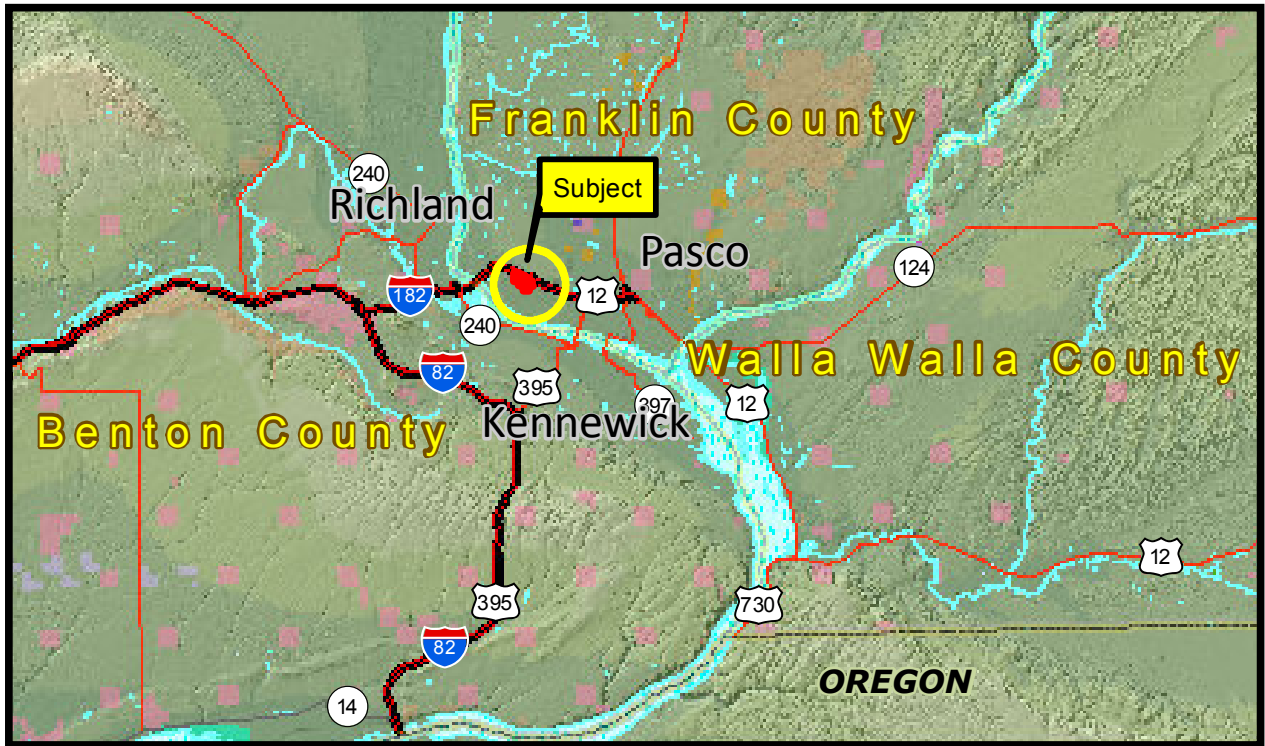 Franklin County
240
Subject
Richland
Pasco
124
182
12
240
Walla Walla County
82
395
397
12
Benton County
Kennewick
12
395
730
82
OREGON
14